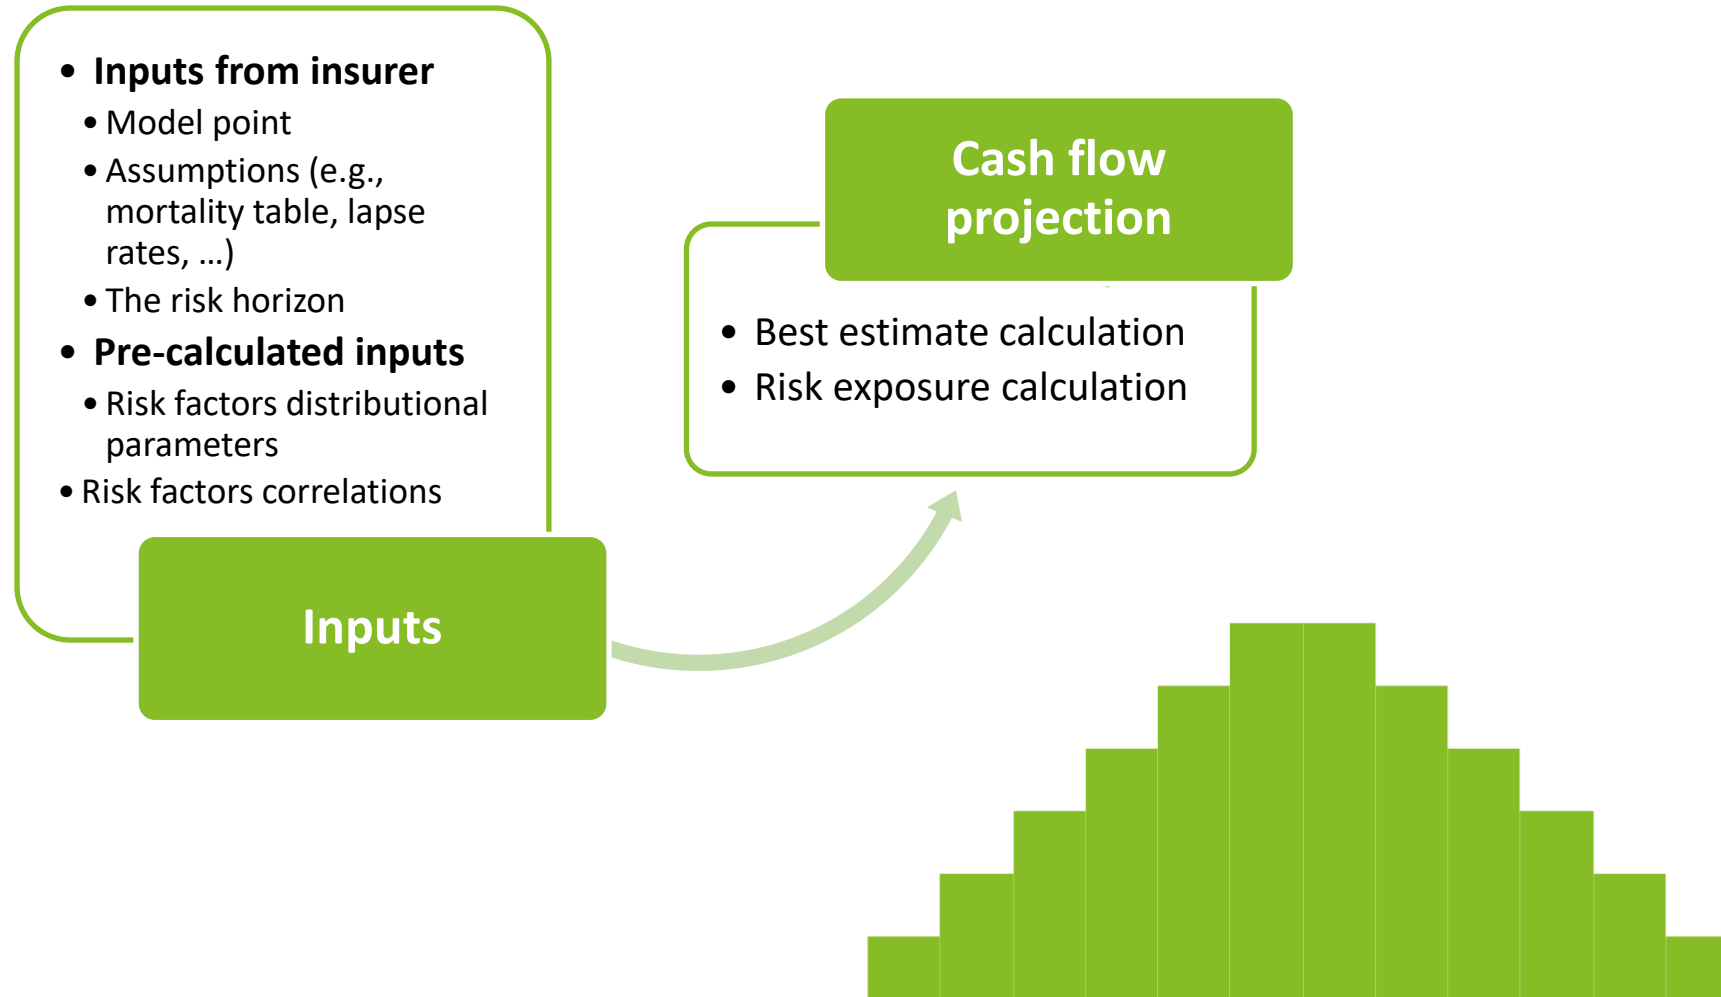 • Inputs from insurer
• Model point
• Assumptions (e.g.,
mortality table, lapse
rates, ...)
• The risk horizon
• Pre-calculated inputs
• Risk factors distributional
parameters
• Risk factors correlations
Inputs
Cash flow
projection
• Best estimate calculation
• Risk exposure calculation